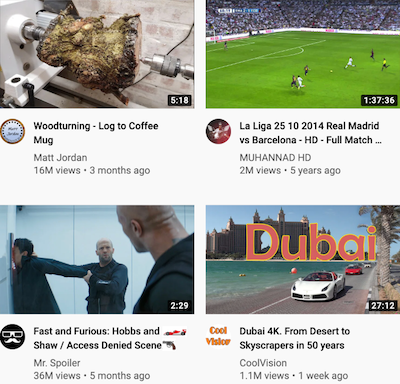 5:18
1:37:36
Matt
Jordan
Woodturning - Log to Coffee
Mug
Matt Jordan
16M views • 3 months ago
La Liga 25 10 2014 Real Madrid
vs Barcelona - HD - Full Match ...
MUHANNAD HD
2M views • 5 years ago
Dubai
2:29
27:12
Fast and Furious: Hobbs and
Shaw / Access Denied Scene
Mr. Spoiler
36M views • 5 months ago
Cool
Vision
Dubai 4K. From Desert to
Skyscrapers in 50 years
CoolVision
1.1M views • 1 week ago